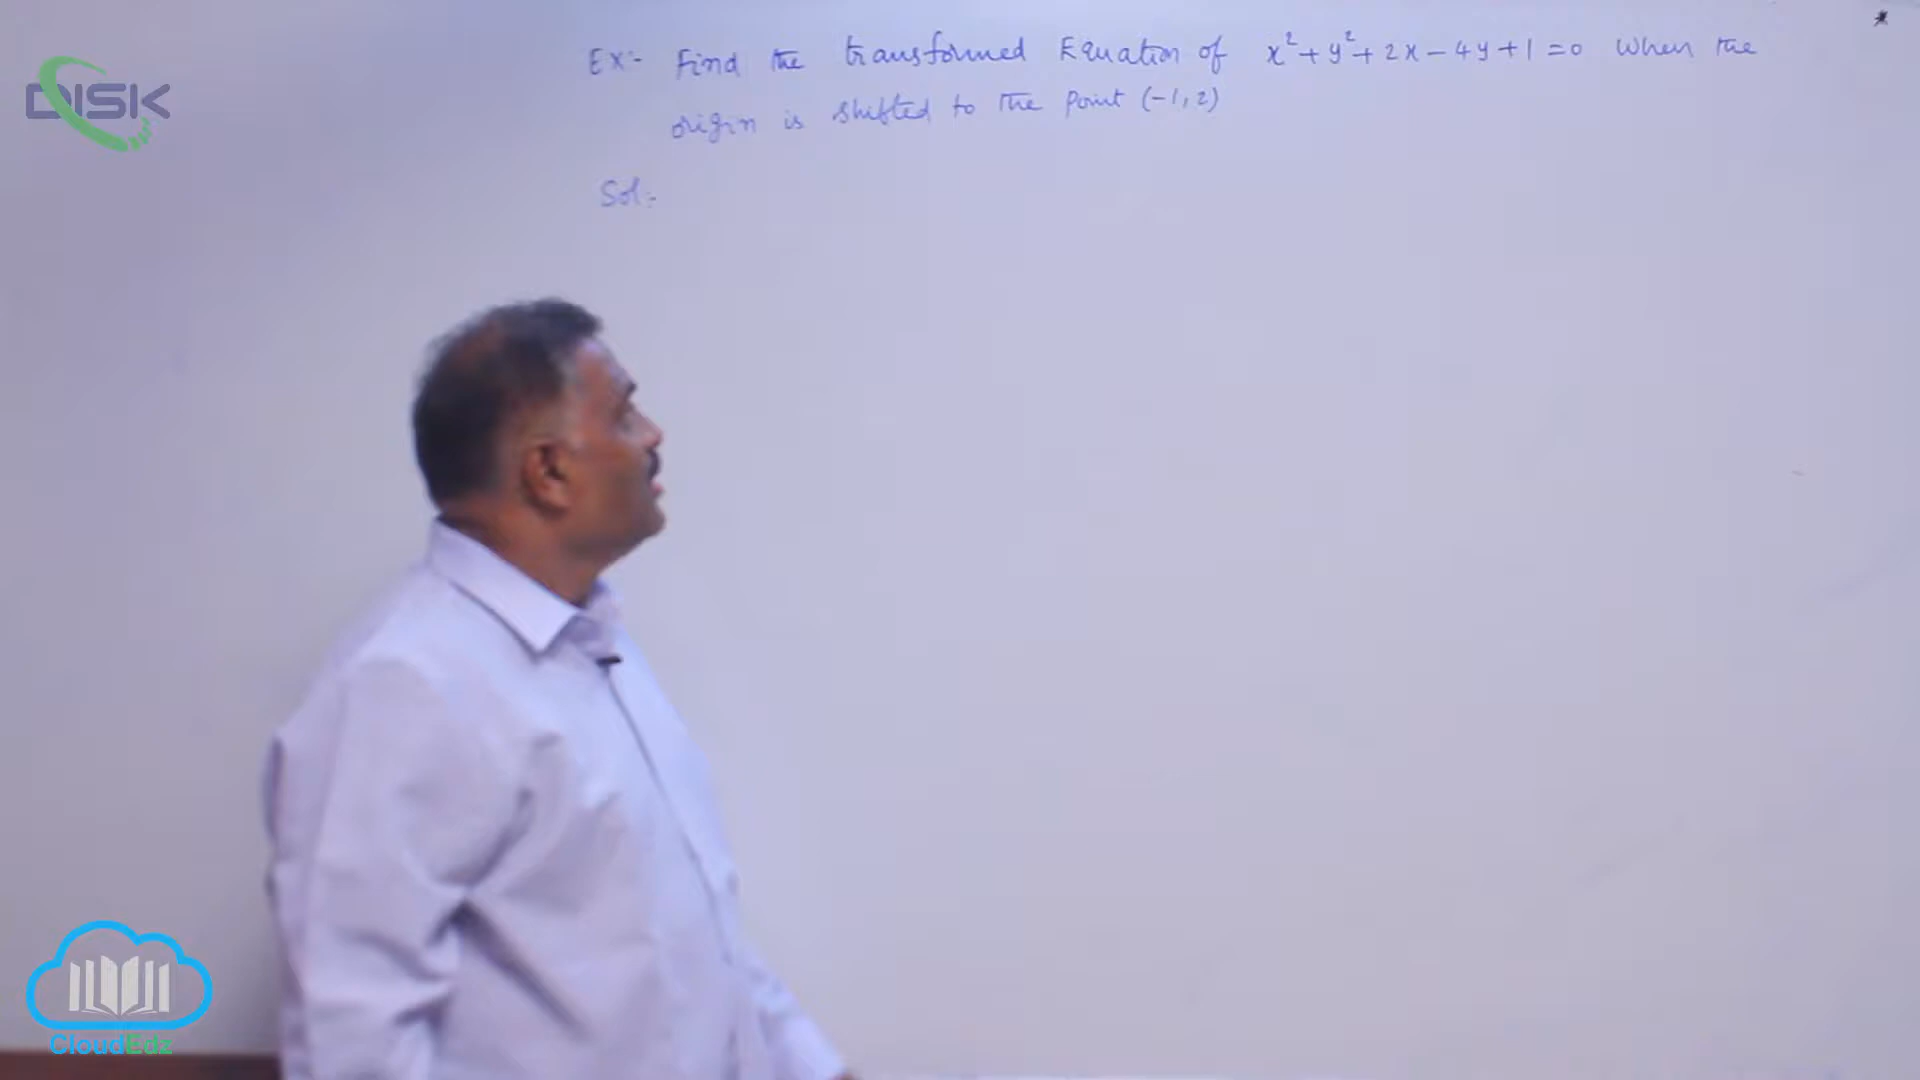 DISK
Ex:- Find the transformed Equation of x²+y²+2x-4y+1=0 when the
origin is shifted to the point (-1,2)
Sol:-
CloudEdz